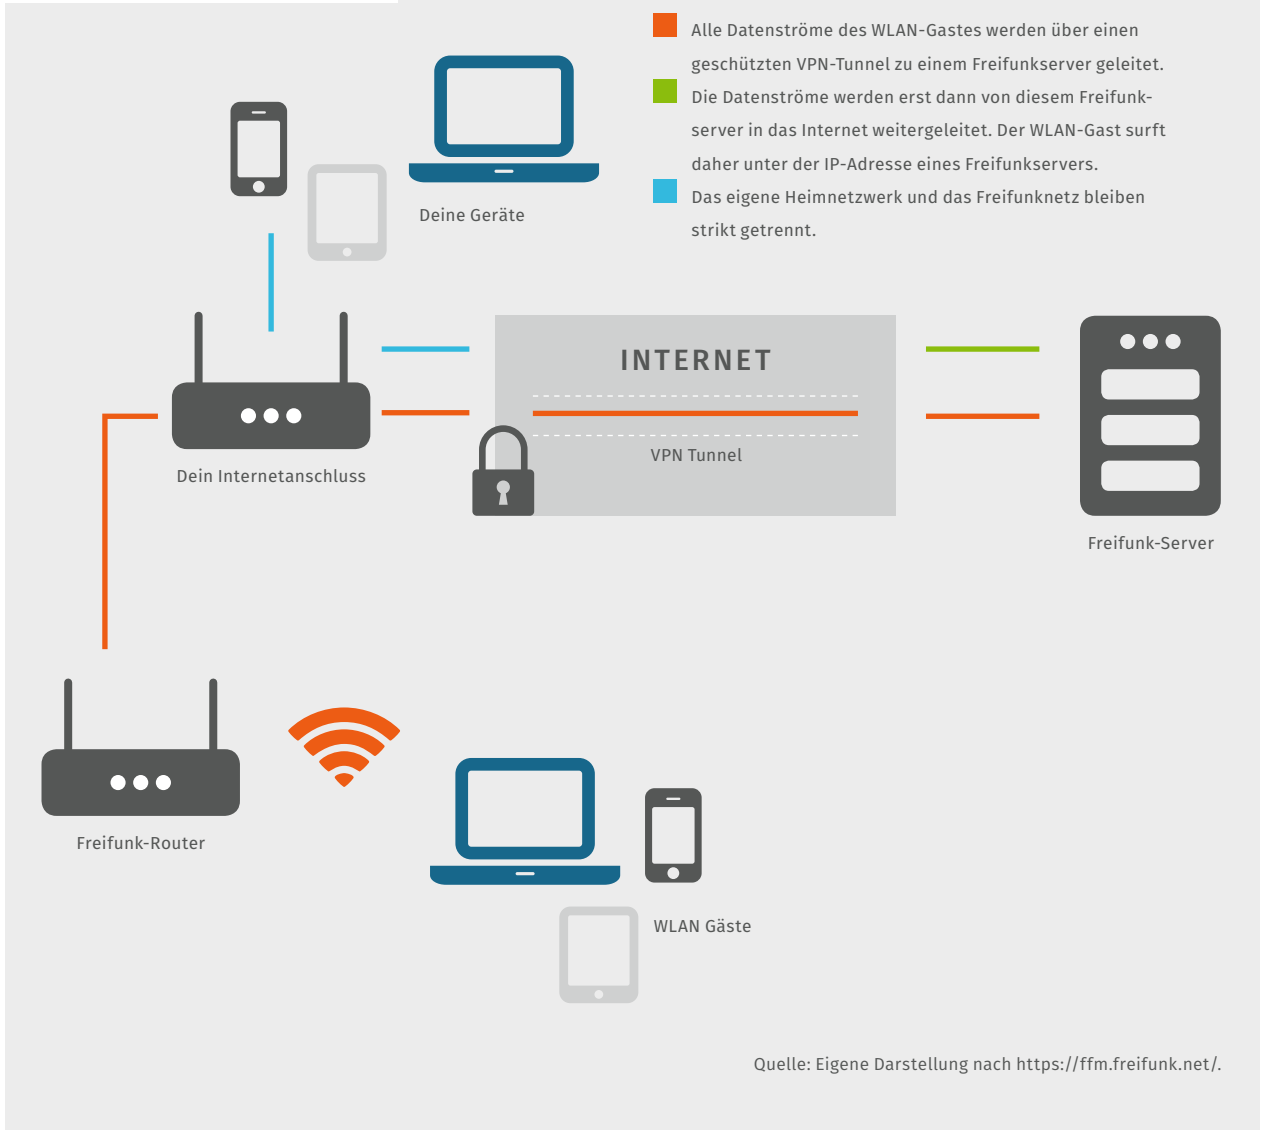 Alle Datenströme des WLAN-Gastes werden über einen
geschützten VPN-Tunnel zu einem Freifunkserver geleitet.
Die Datenströme werden erst dann von diesem Freifunk-
server in das Internet weitergeleitet. Der WLAN-Gast surft
daher unter der IP-Adresse eines Freifunkservers.
Das eigene Heimnetzwerk und das Freifunknetz bleiben
strikt getrennt.
Deine Geräte
INTERNET
VPN Tunnel
Dein Internetanschluss
Freifunk-Server
Freifunk-Router
WLAN Gäste
Quelle: Eigene Darstellung nach https://ffm.freifunk.net/.